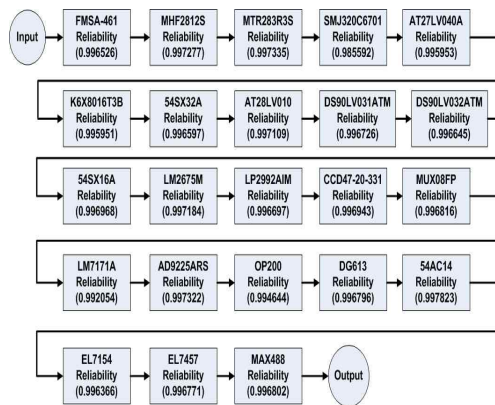 Input
FMSA-461
Reliability
(0.996526)
MHF2812S
Reliability
(0.997277)
MTR283R3S
Reliability
(0.997335)
SMJ320C6701
Reliability
(0.985592)
AT27LV040A
Reliability
(0.995953)
K6X8016T3B
Reliability
(0.995951)
54SX32A
Reliability
(0.996597)
AT28LV010
Reliability
(0.997109)
DS90LV031ATM
Reliability
(0.996726)
DS90LV032ATM
Reliability
(0.996645)
54SX16A
Reliability
(0.996968)
LM2675M
Reliability
(0.997184)
LP2992AIM
Reliability
(0.996697)
CCD47-20-331
Reliability
(0.996943)
MUX08FP
Reliability
(0.996816)
LM7171A
Reliability
(0.992054)
AD9225ARS
Reliability
(0.997322)
OP200
Reliability
(0.994644)
DG613
Reliability
(0.996796)
54AC14
Reliability
(0.997823)
EL7154
Reliability
(0.996366)
EL7457
Reliability
(0.996771)
MAX488
Reliability
(0.996802)
Output